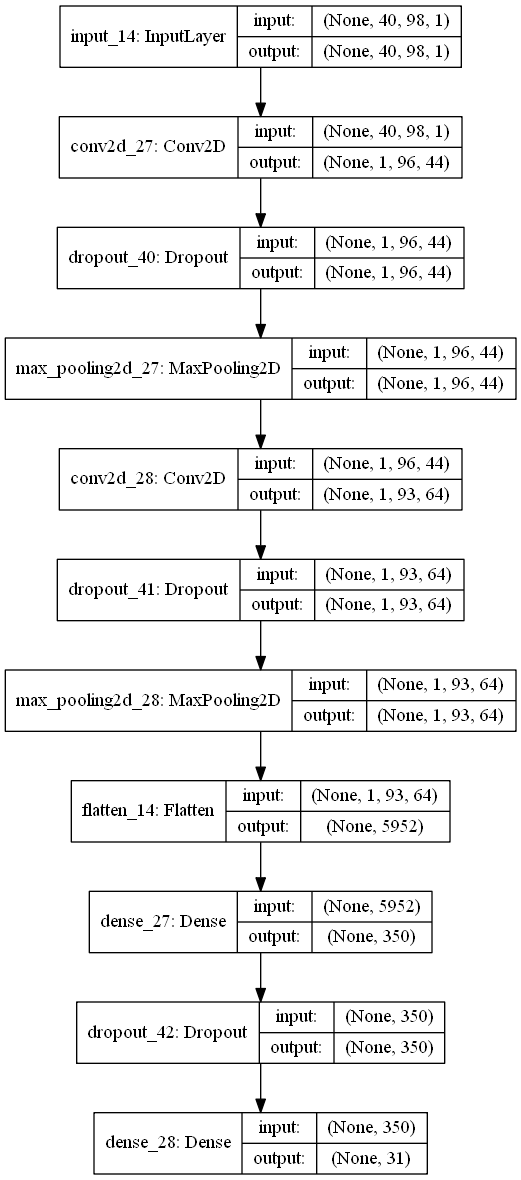 input_14: InputLayer input: (None, 40, 98, 1)
output: (None, 40, 98, 1)
conv2d_27: Conv2D input: (None, 40, 98, 1)
output: (None, 1, 96, 44)
dropout_40: Dropout input: (None, 1, 96, 44)
output: (None, 1, 96, 44)
max_pooling2d_27: MaxPooling2D input: (None, 1, 96, 44)
output: (None, 1, 96, 44)
conv2d_28: Conv2D input: (None, 1, 96, 44)
output: (None, 1, 93, 64)
dropout_41: Dropout input: (None, 1, 93, 64)
output: (None, 1, 93, 64)
max_pooling2d_28: MaxPooling2D input: (None, 1, 93, 64)
output: (None, 1, 93, 64)
flatten_14: Flatten input: (None, 1, 93, 64)
output: (None, 5952)
dense_27: Dense input: (None, 5952)
output: (None, 350)
dropout_42: Dropout input: (None, 350)
output: (None, 350)
dense_28: Dense input: (None, 350)
output: (None, 31)